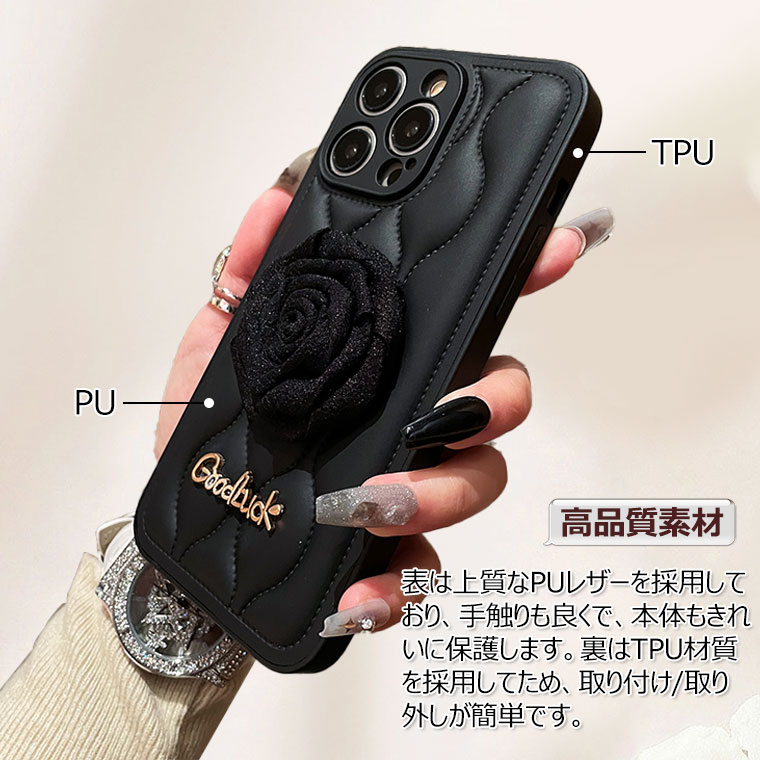 TPU
PU
GoodLuck
高品質素材
表は上質なPUレザーを採用して
おり、手触りも良くで、本体もきれ
いに保護します。裏はTPU材質
を採用してため、取り付け/取り
外しが簡単です。